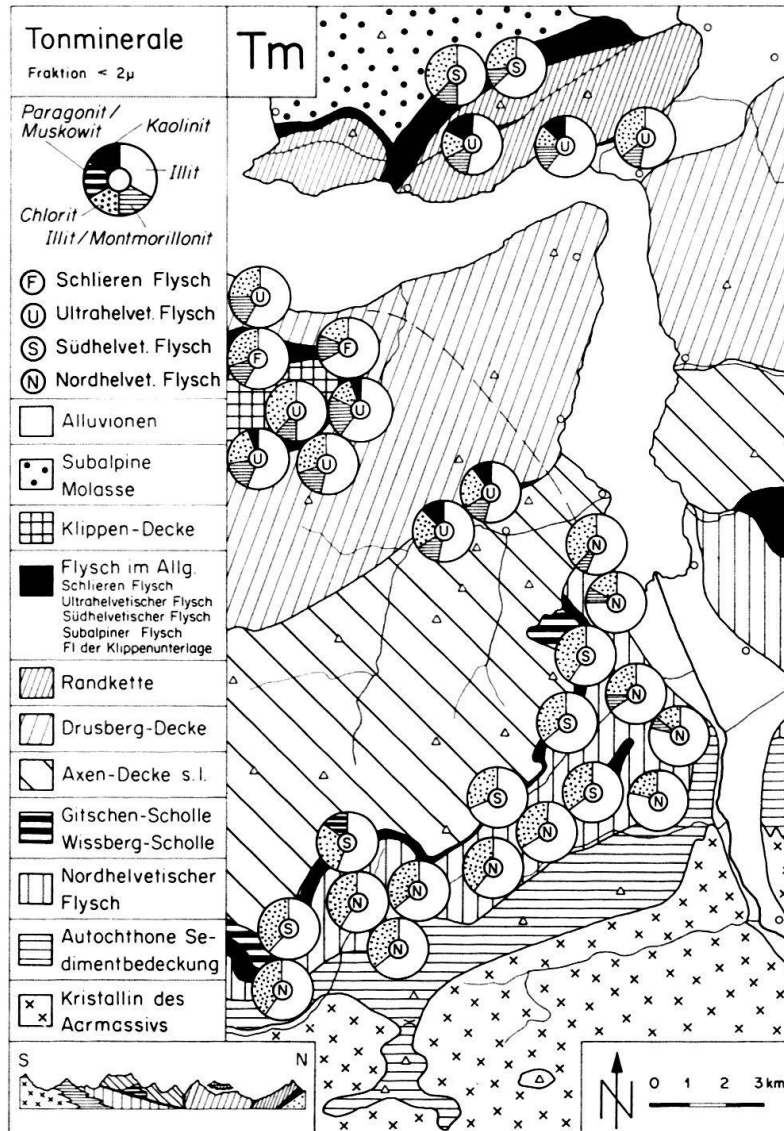 Tonminerale
Fraktion < 2µ
Tm
Paragonit/
Muskowit
Kaolinit
Illit
Chlorit
Illit/Montmorillonit
F Schlieren Flysch
U Ultrahelvet. Flysch
S Südhelvet. Flysch
N Nordhelvet. Flysch
Alluvionen
Subalpine
Molasse
Klippen-Decke
Flysch im Allg.
Schlieren Flysch
Ultrahelvetischer Flysch
Südhelvetischer Flysch
Subalpiner Flysch
Fl der Klippenunterlage
Randkette
Drusberg-Decke
Axen-Decke s.l.
Gitschen-Scholle
Wissberg-Scholle
Nordhelvetischer
Flysch
Autochthone Se-
dimentbedeckung
Kristallin des
Aarmassivs
S N
S
S
U
U
U
U
F
F
U
U
U
U
U
U
N
N
S
N
S
N
S
S
N
N
S
N
N
N
S
N
N
N
0 1 2 3 km